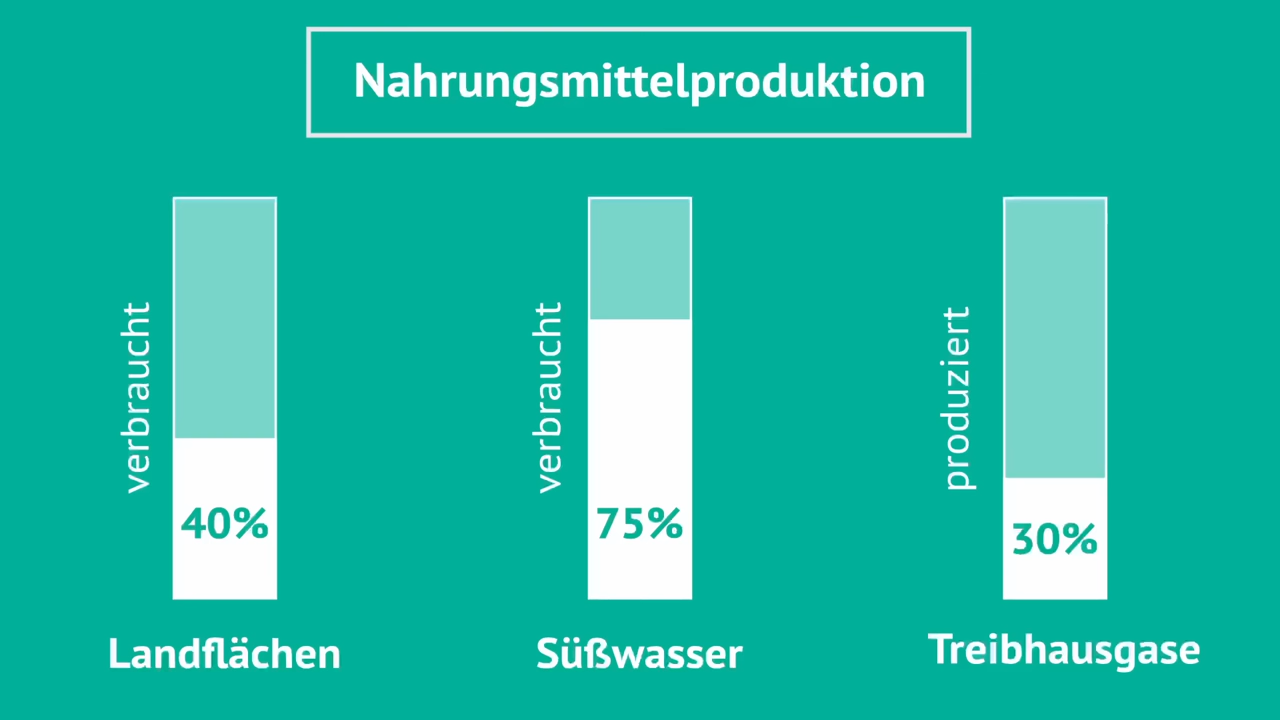 Nahrungsmittelproduktion
verbraucht
40%
Landflächen
verbraucht
75%
Süßwasser
produziert
30%
Treibhausgase